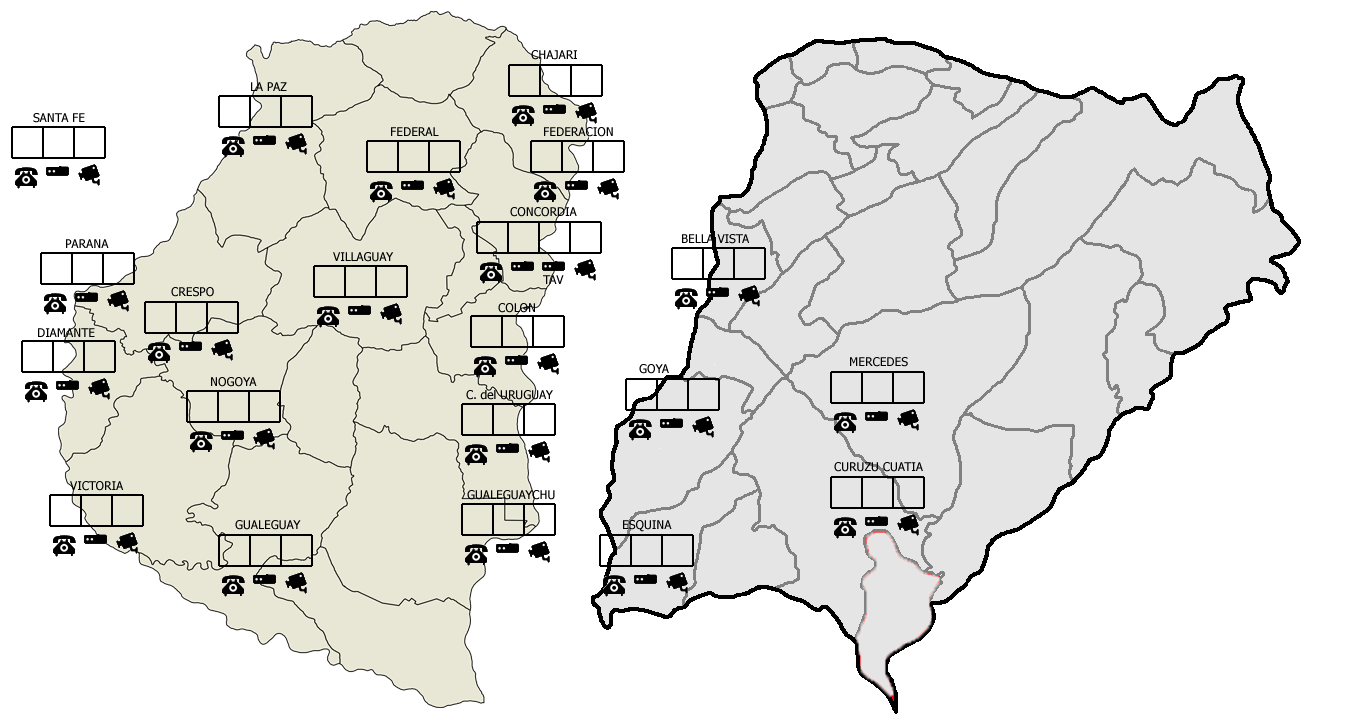 CHAJARI
LA PAZ
SANTA FE
FEDERAL
FEDERACION
CONCORDIA
TAV
PARANA
VILLAGUAY
BELLA VISTA
CRESPO
COLON
DIAMANTE
NOGOYA
C. del URUGUAY
GOYA
MERCEDES
VICTORIA
GUALEGUAYCHU
CURUZU CUATIA
GUALEGUAY
ESQUINA